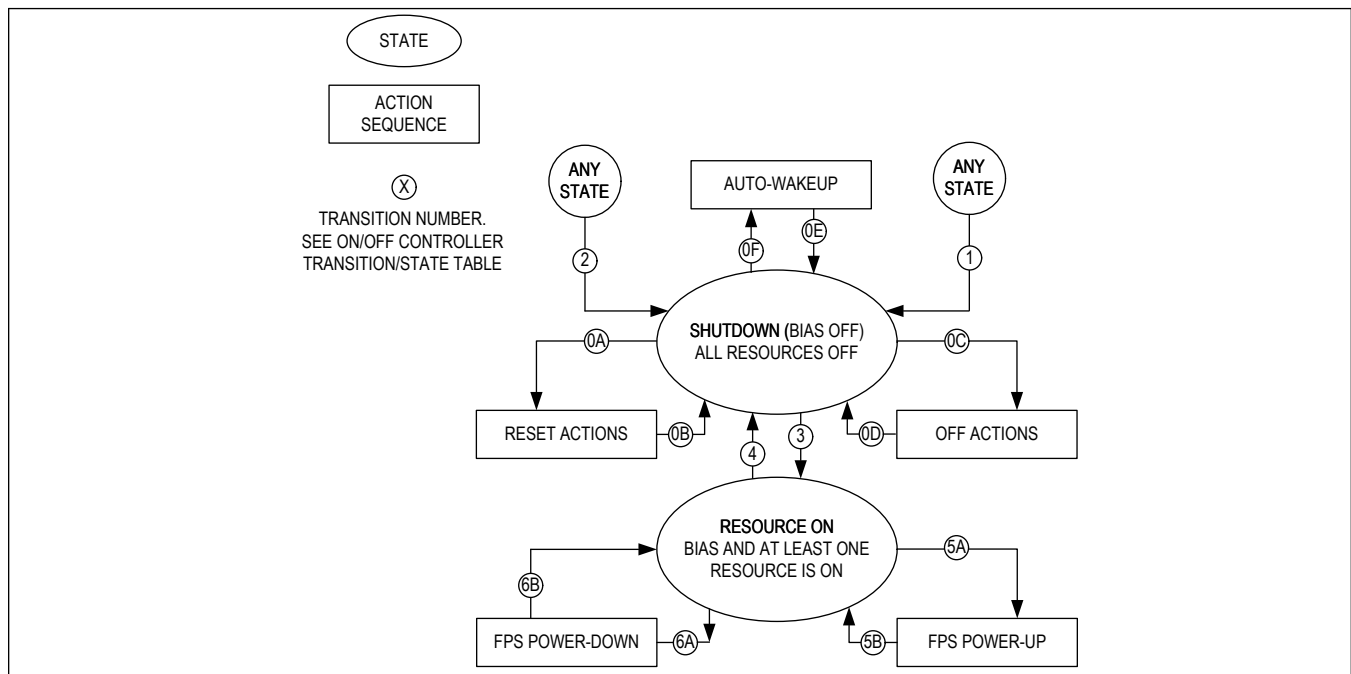 STATE
ACTION
SEQUENCE
X
TRANSITION NUMBER.
SEE ON/OFF CONTROLLER
TRANSITION/STATE TABLE
ANY
STATE
AUTO-WAKEUP
ANY
STATE
2
0F
0E
1
SHUTDOWN (BIAS OFF)
ALL RESOURCES OFF
0A
0C
RESET ACTIONS
0B
0D
OFF ACTIONS
4
3
RESOURCE ON
BIAS AND AT LEAST ONE
RESOURCE IS ON
5A
6B
FPS POWER-DOWN
6A
5B
FPS POWER-UP